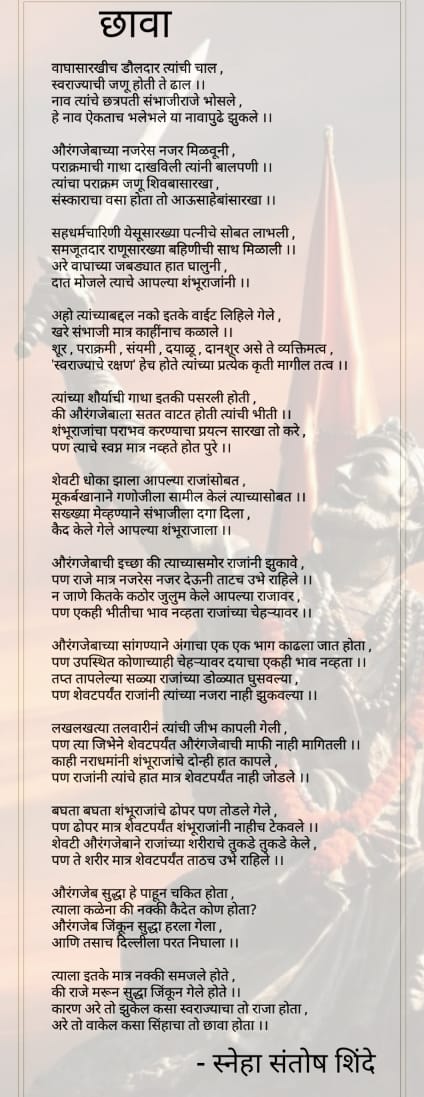 छावा
वाघासारखीच डौलदार त्यांची चाल ,
स्वराज्याची जणू होती ते ढाल ।।
नाव त्यांचे छत्रपती संभाजीराजे भोसले ,
हे नाव ऐकताच भलेभले या नावापुढे झुकले ।।
औरंगजेबाच्या नजरेस नजर मिळवूनी ,
पराक्रमाची गाथा दाखविली त्यांनी बालपणी ।।
त्यांचा पराक्रम जणू शिवबासारखा ,
संस्काराचा वसा होता तो आऊसाहेबांसारखा ।।
सहधर्मचारिणी येसूसारख्या पत्नीचे सोबत लाभली ,
समजूतदार राणूसारख्या बहिणीची साथ मिळाली ।।
अरे वाघाच्या जबड्यात हात घालुनी ,
दात मोजले त्याचे आपल्या शंभूराजांनी ।।
अहो त्यांच्याबद्दल नको इतके वाईट लिहिले गेले ,
खरे संभाजी मात्र काहींनाच कळाले ।।
शूर , पराक्रमी , संयमी , दयाळू , दानशूर असे ते व्यक्तिमत्व ,
'स्वराज्याचे रक्षण' हेच होते त्यांच्या प्रत्येक कृती मागील तत्व ।।
त्यांच्या शौर्याची गाथा इतकी पसरली होती ,
की औरंगजेबाला सतत वाटत होती त्यांची भीती ।।
शंभूराजांचा पराभव करण्याचा प्रयत्न सारखा तो करे ,
पण त्याचे स्वप्न मात्र नव्हते होत पुरे ।।
शेवटी धोका झाला आपल्या राजांसोबत ,
मूकर्बखानाने गणोजीला सामील केलं त्याच्यासोबत ।।
सख्ख्या मेव्हण्याने संभाजीला दगा दिला ,
कैद केले गेले आपल्या शंभूराजाला ।।
औरंगजेबाची इच्छा की त्याच्यासमोर राजांनी झुकावे ,
पण राजे मात्र नजरेस नजर देऊनी ताटच उभे राहिले ।।
न जाणे कितके कठोर जुलुम केले आपल्या राजावर ,
पण एकही भीतीचा भाव नव्हता राजांच्या चेहऱ्यावर ।।
औरंगजेबाच्या सांगण्याने अंगाचा एक एक भाग काढला जात होता ,
पण उपस्थित कोणाच्याही चेहऱ्यावर दयाचा एकही भाव नव्हता ।।
तप्त तापलेल्या सळ्या राजांच्या डोळ्यात घुसवल्या ,
पण शेवटपर्यंत राजांनी त्यांच्या नजरा नाही झुकवल्या ।।
लखलखत्या तलवारीनं त्यांची जीभ कापली गेली ,
पण त्या जिभेने शेवटपर्यंत औरंगजेबाची माफी नाही मागितली ।।
काही नराधमांनी शंभूराजांचे दोन्ही हात कापले ,
पण राजांनी त्यांचे हात मात्र शेवटपर्यंत नाही जोडले ।।
बघता बघता शंभूराजांचे ढोपर पण तोडले गेले ,
पण ढोपर मात्र शेवटपर्यंत शंभूराजांनी नाहीच टेकवले ।।
शेवटी औरंगजेबाने राजांच्या शरीराचे तुकडे तुकडे केले ,
पण ते शरीर मात्र शेवटपर्यंत ताठच उभे राहिले ।।
औरंगजेब सुद्धा हे पाहून चकित होता ,
त्याला कळेना की नक्की कैदेत कोण होता?
औरंगजेब जिंकून सुद्धा हरला गेला ,
आणि तसाच दिल्लीला परत निघाला ।।
त्याला इतके मात्र नक्की समजले होते ,
की राजे मरून सुद्धा जिंकून गेले होते ।।
कारण अरे तो झुकेल कसा स्वराज्याचा तो राजा होता ,
अरे तो वाकेल कसा सिंहाचा तो छावा होता ।।
- स्नेहा संतोष शिंदे